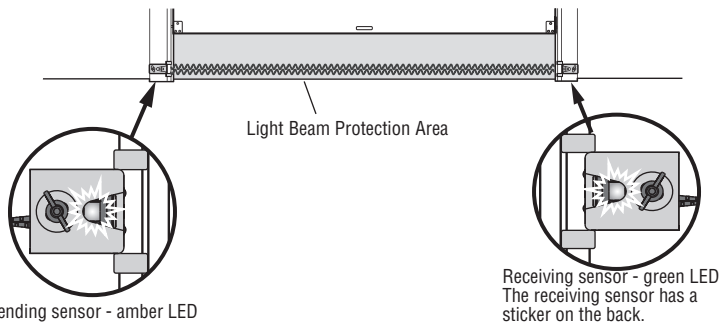 Light Beam Protection Area
ending sensor - amber LED
Receiving sensor - green LED
The receiving sensor has a
sticker on the back.